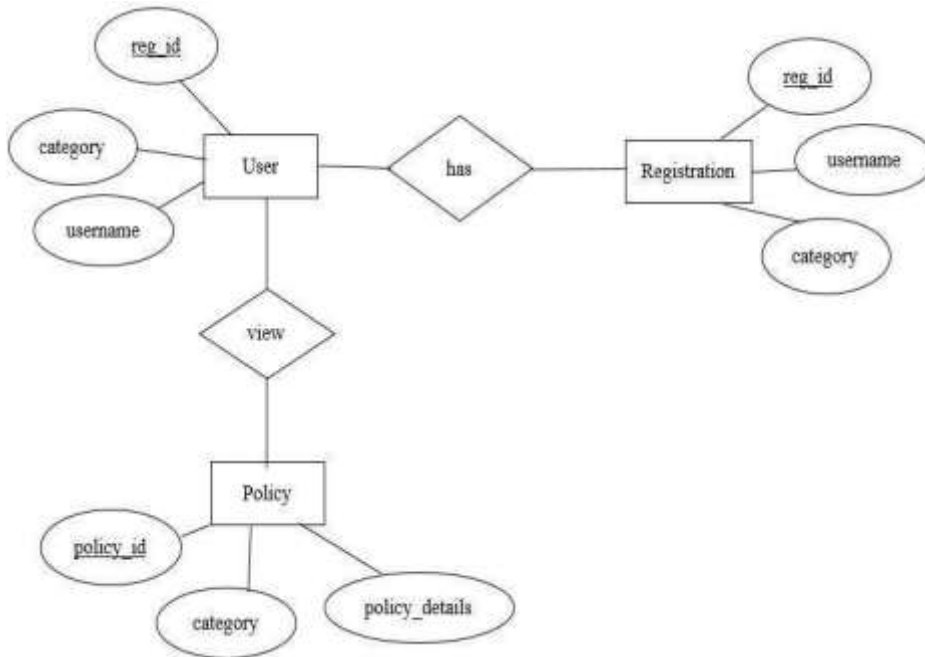 reg_id
reg_id
category
User
has
Registration
username
username
category
view
Policy
policy_id
category
policy_details